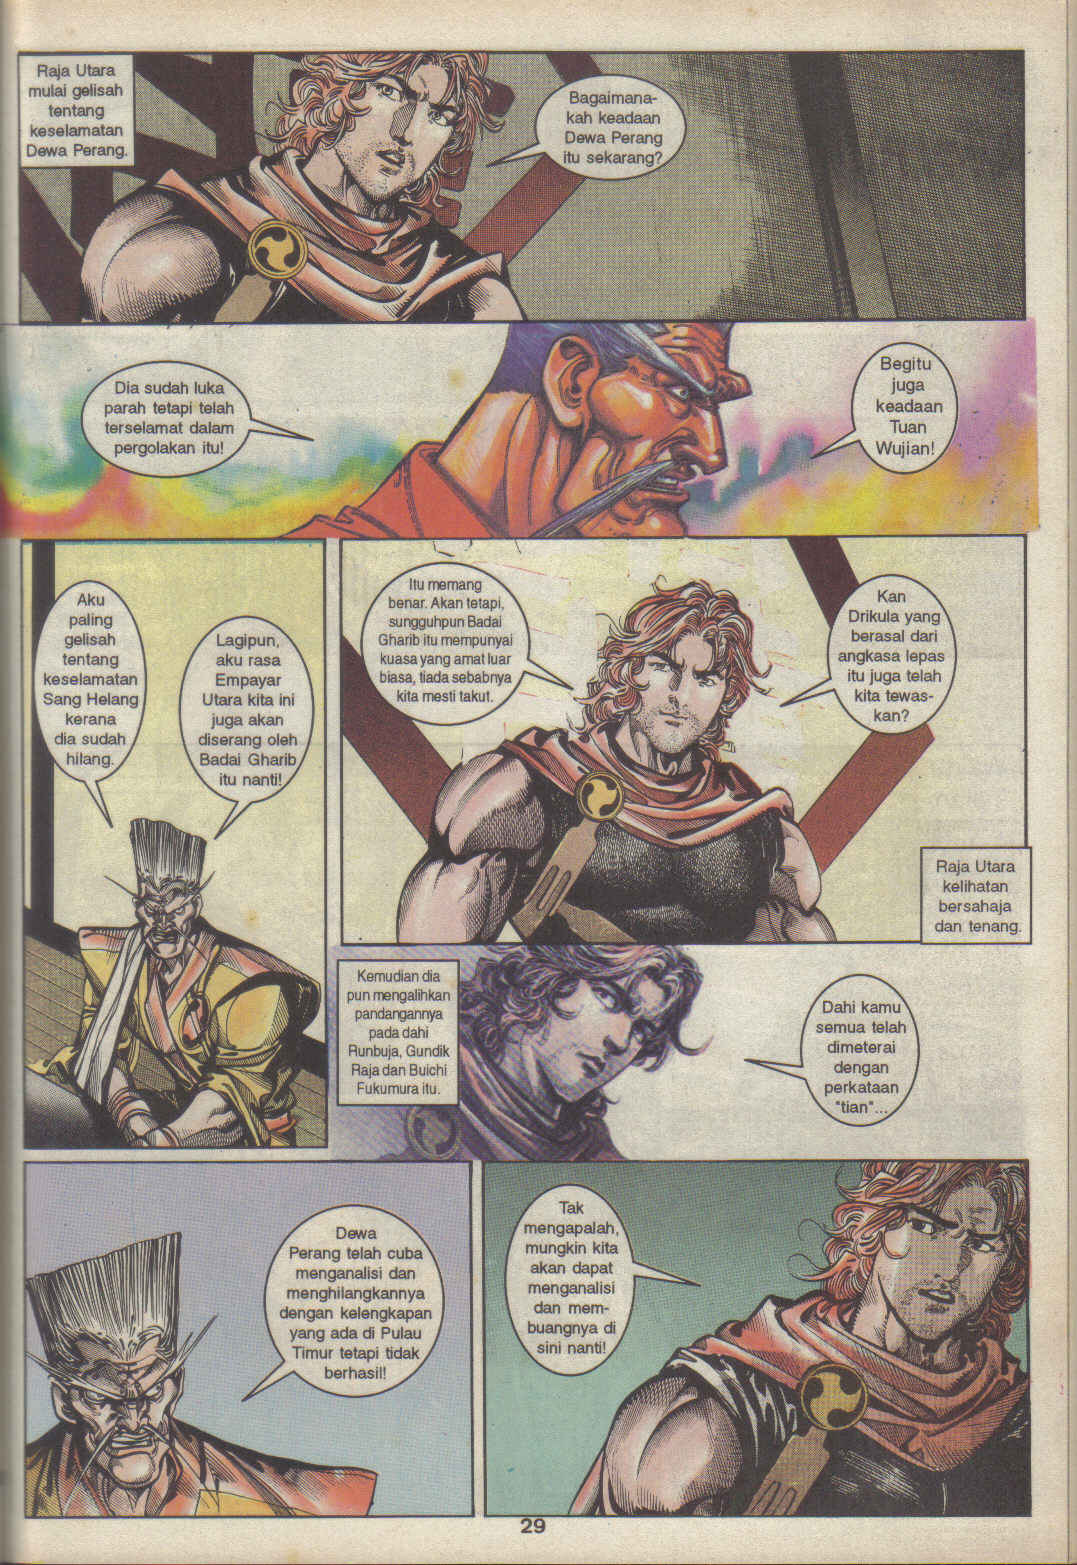 Raja Utara
mulai gelisah
tentang
keselamatan
Dewa Perang.
Bagaimana-
kah keadaan
Dewa Perang
itu sekarang?
Dia sudah luka
parah tetapi telah
terselamat dalam
pergolakan itu!
Begitu
juga
keadaan
Tuan
Wujian!
Aku
paling
gelisah
tentang
keselamatan
Sang Helang
kerana
dia sudah
hilang.
Lagipun,
aku rasa
Empayar
Utara kita ini
juga akan
diserang oleh
Badai Gharib
itu nanti!
Itu memang
benar. Akan tetapi,
sungguhpun Badai
Gharib itu mempunyai
kuasa yang amat luar
biasa, tiada sebabnya
kita mesti takut.
Kan
Drikula yang
berasal dari
angkasa lepas
itu juga telah
kita tewas-
kan?
Raja Utara
kelihatan
bersahaja
dan tenang.
Kemudian dia
pun mengalihkan
pandangannya
pada dahi
Runbuja, Gundik
Raja dan Buichi
Fukumura itu.
Dahi kamu
semua telah
dimeterai
dengan
perkataan
"tian"...
Dewa
Perang telah cuba
menganalisi dan
menghilangkannya
dengan kelengkapan
yang ada di Pulau
Timur tetapi tidak
berhasil!
Tak
mengapalah,
mungkin kita
akan dapat
menganalisi
dan mem-
buangnya di
sini nanti!
29